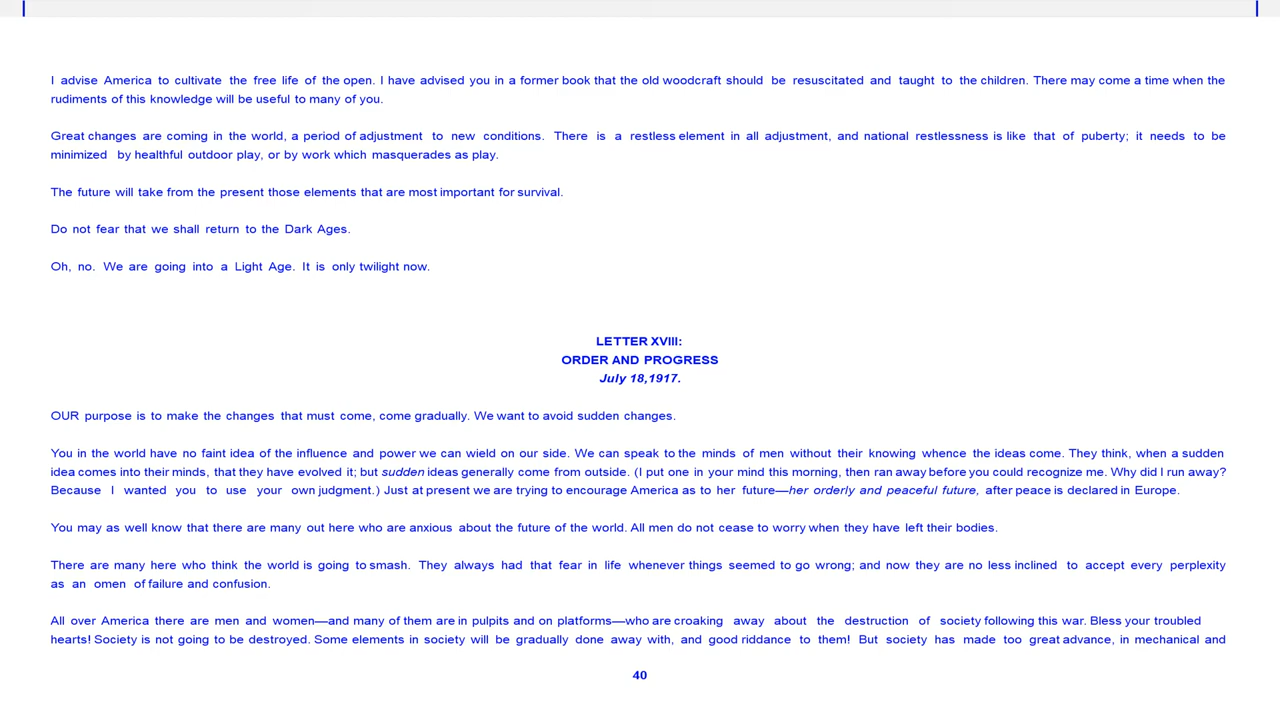 I advise America to cultivate the free life of the open. I have advised you in a former book that the old woodcraft should be resuscitated and taught to the children. There may come a time when the
rudiments of this knowledge will be useful to many of you.
Great changes are coming in the world, a period of adjustment to new conditions. There is a restless element in all adjustment, and national restlessness is like that of puberty; it needs to be
minimized by healthful outdoor play, or by work which masquerades as play.
The future will take from the present those elements that are most important for survival.
Do not fear that we shall return to the Dark Ages.
Oh, no. We are going into a Light Age. It is only twilight now.
LETTER XVIII:
ORDER AND PROGRESS
July 18,1917.
OUR purpose is to make the changes that must come, come gradually. We want to avoid sudden changes.
You in the world have no faint idea of the influence and power we can wield on our side. We can speak to the minds of men without their knowing whence the ideas come. They think, when a sudden
idea comes into their minds, that they have evolved it; but sudden ideas generally come from outside. (I put one in your mind this morning, then ran away before you could recognize me. Why did I run away?
Because I wanted you to use your own judgment.) Just at present we are trying to encourage America as to her future—her orderly and peaceful future, after peace is declared in Europe.
You may as well know that there are many out here who are anxious about the future of the world. All men do not cease to worry when they have left their bodies.
There are many here who think the world is going to smash. They always had that fear in life whenever things seemed to go wrong; and now they are no less inclined to accept every perplexity
as an omen of failure and confusion.
All over America there are men and women—and many of them are in pulpits and on platforms—who are croaking away about the destruction of society following this war. Bless your troubled
hearts! Society is not going to be destroyed. Some elements in society will be gradually done away with, and good riddance to them! But society has made too great advance, in mechanical and
40